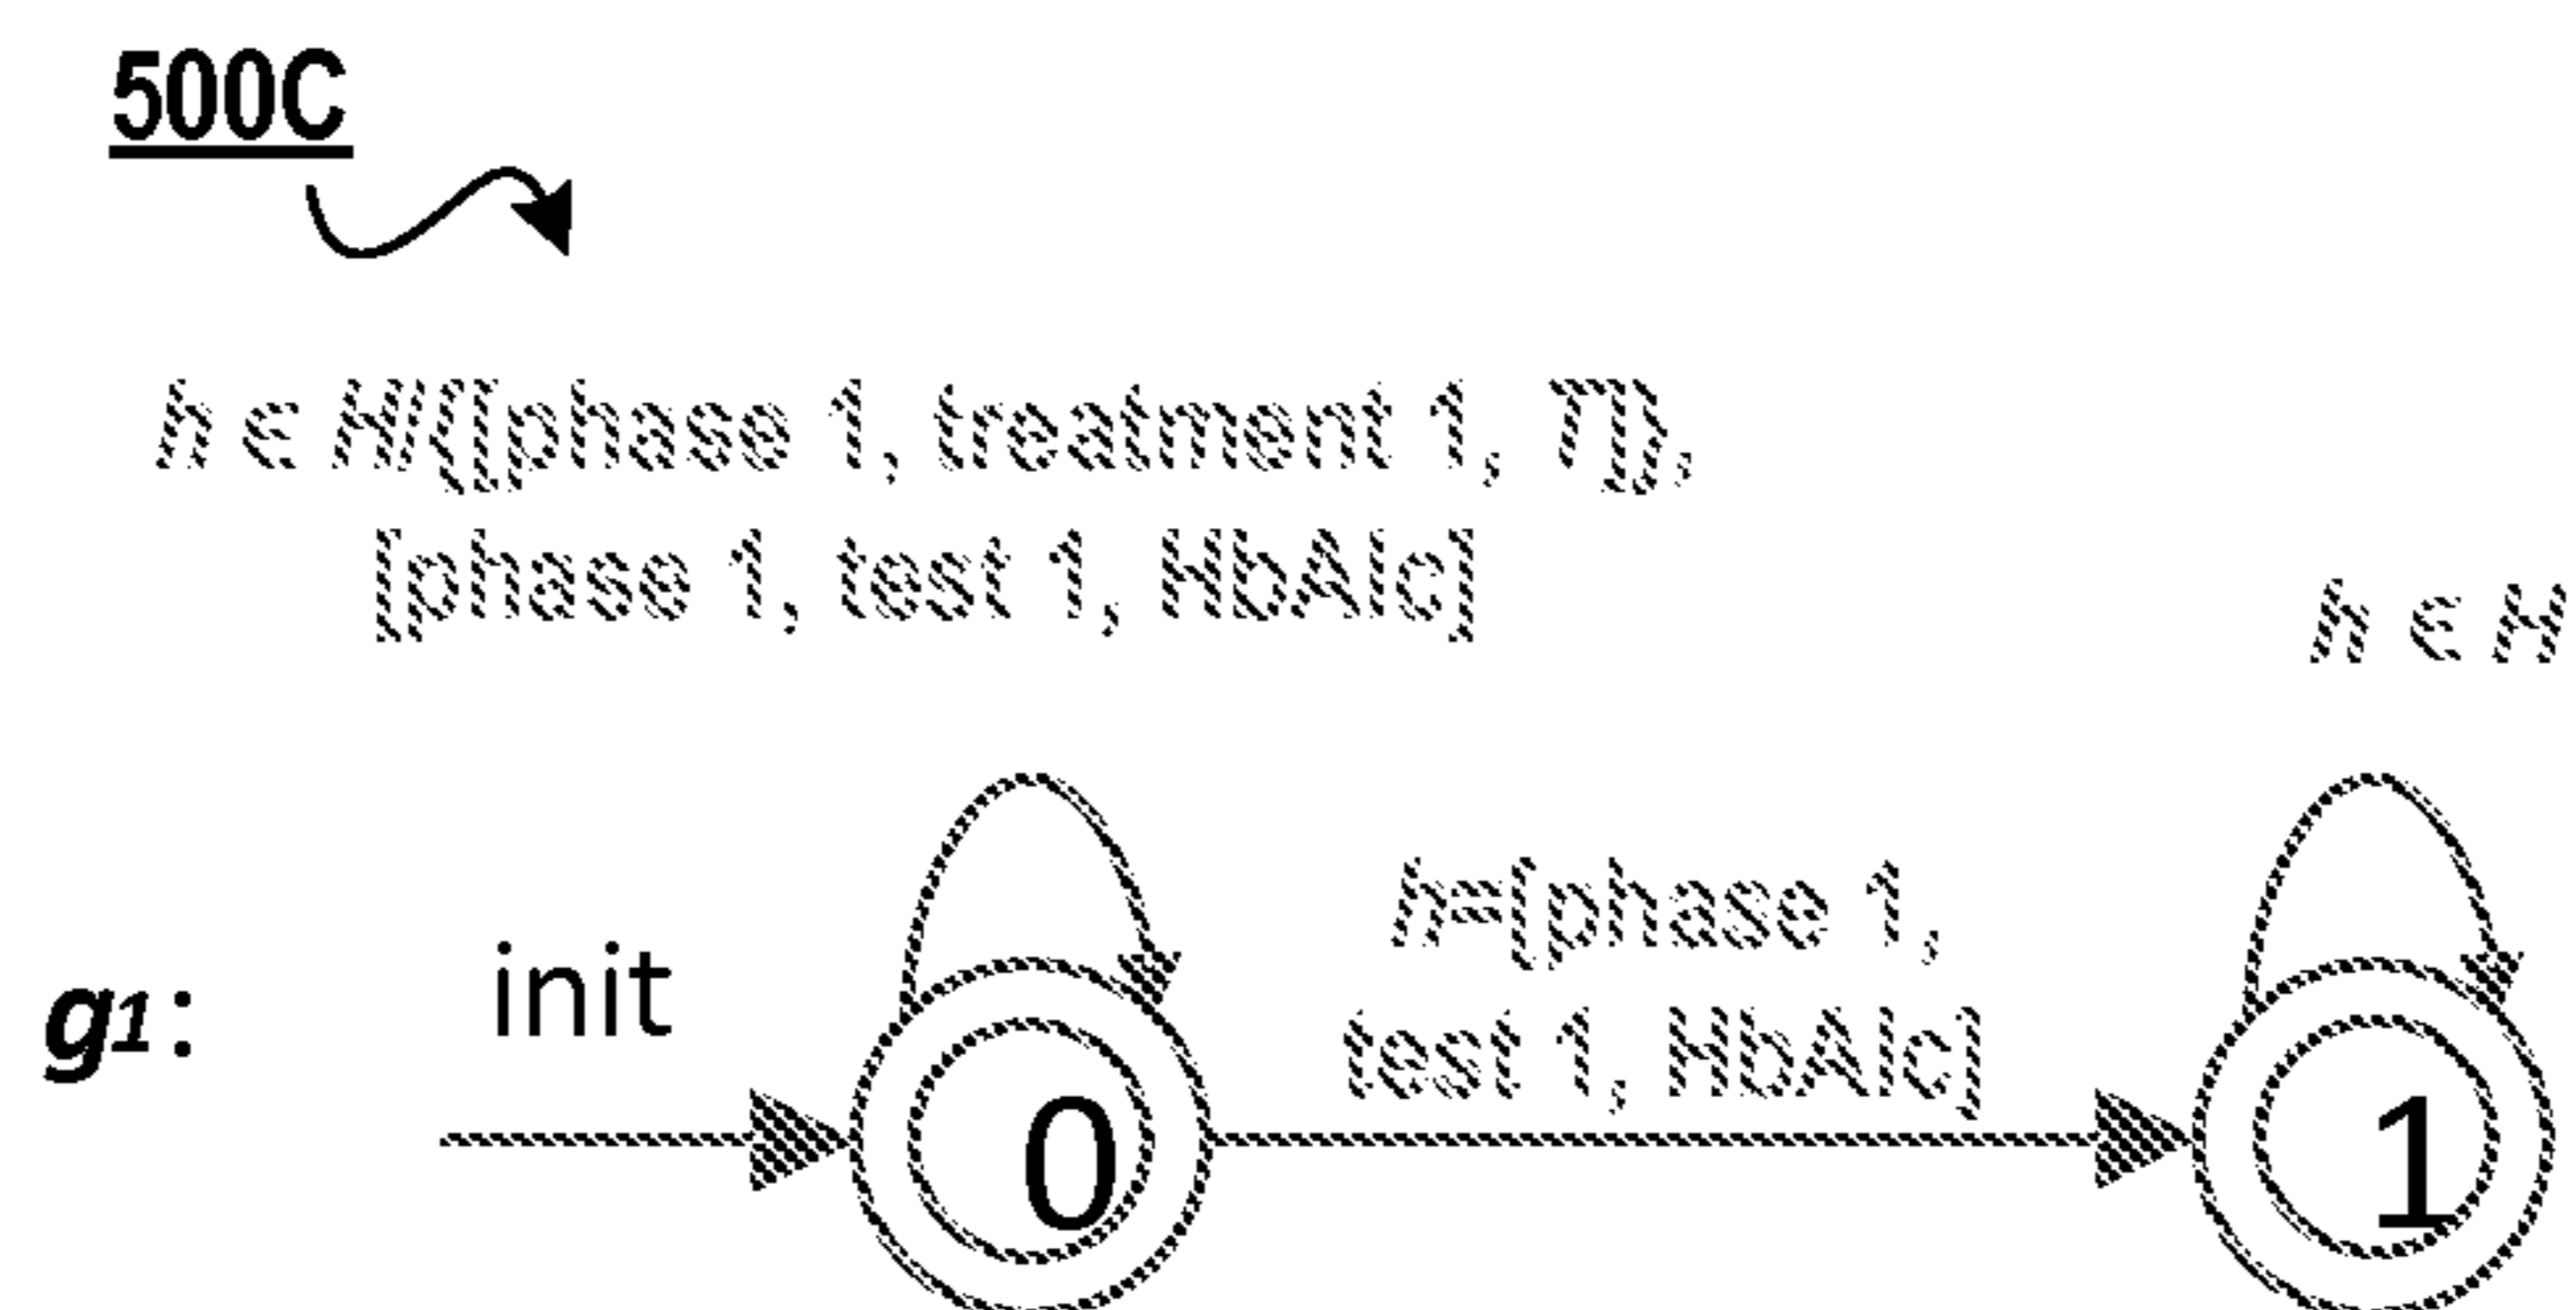 500C
h ∈ H/{[phase 1, treatment 1, T]},
[phase 1, test 1, HbAlc]
h ∈ H
h=[phase 1,
test 1, HbAlc]
g1:
init
0
1